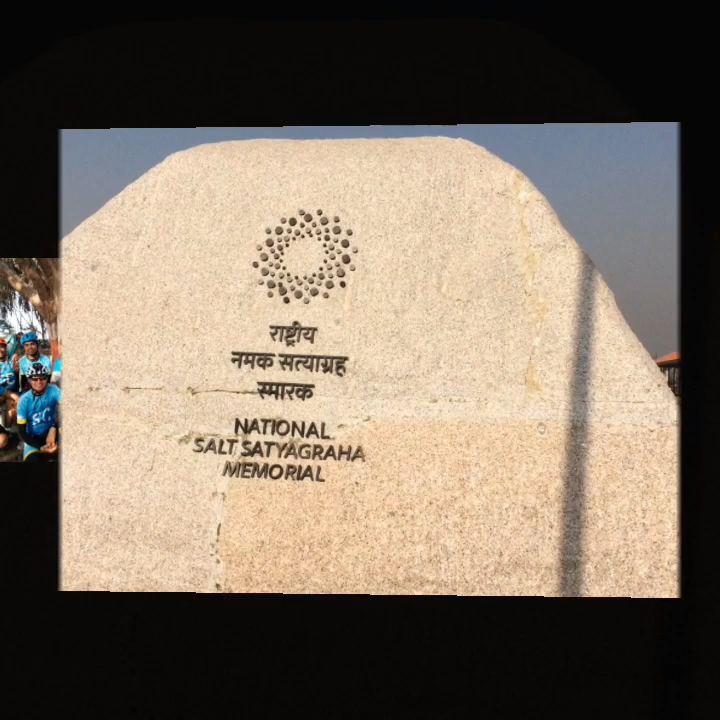 राष्ट्रीय
नमक सत्याग्रह
स्मारक
NATIONAL
SALT SATYAGRAHA
MEMORIAL